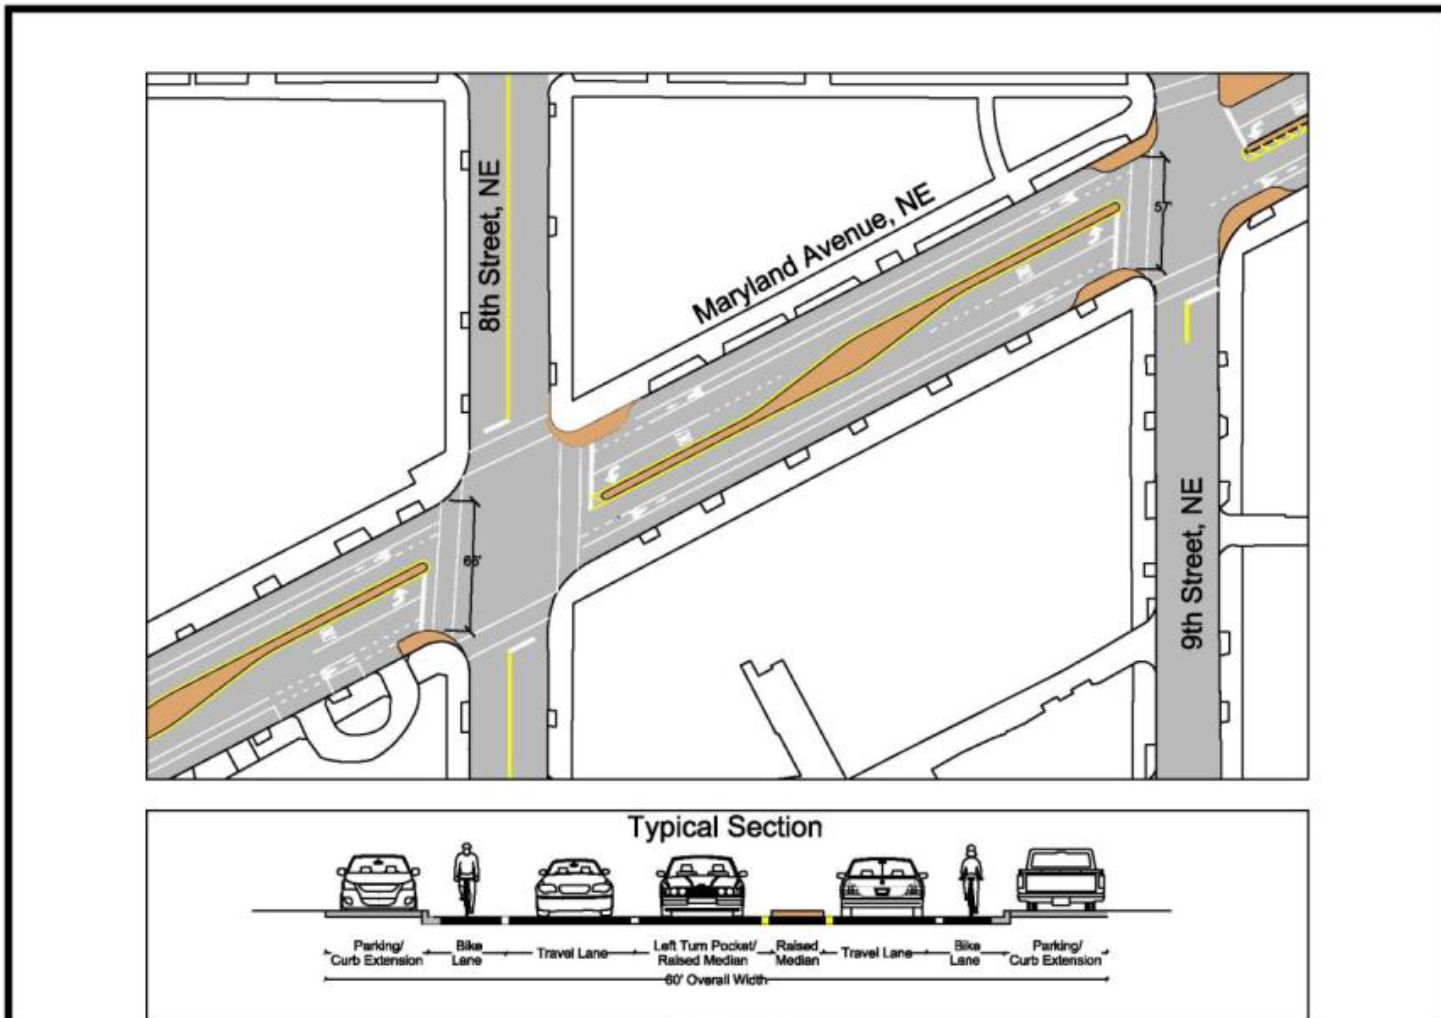 8th Street, NE
Maryland Avenue, NE
57'
66'
9th Street, NE
Typical Section
Parking/
Curb Extension
Bike
Lane
Travel Lane
Left Turn Pocket/
Raised Median
Raised
Median
Travel Lane
Bike
Lane
Parking/
Curb Extension
60' Overall Width